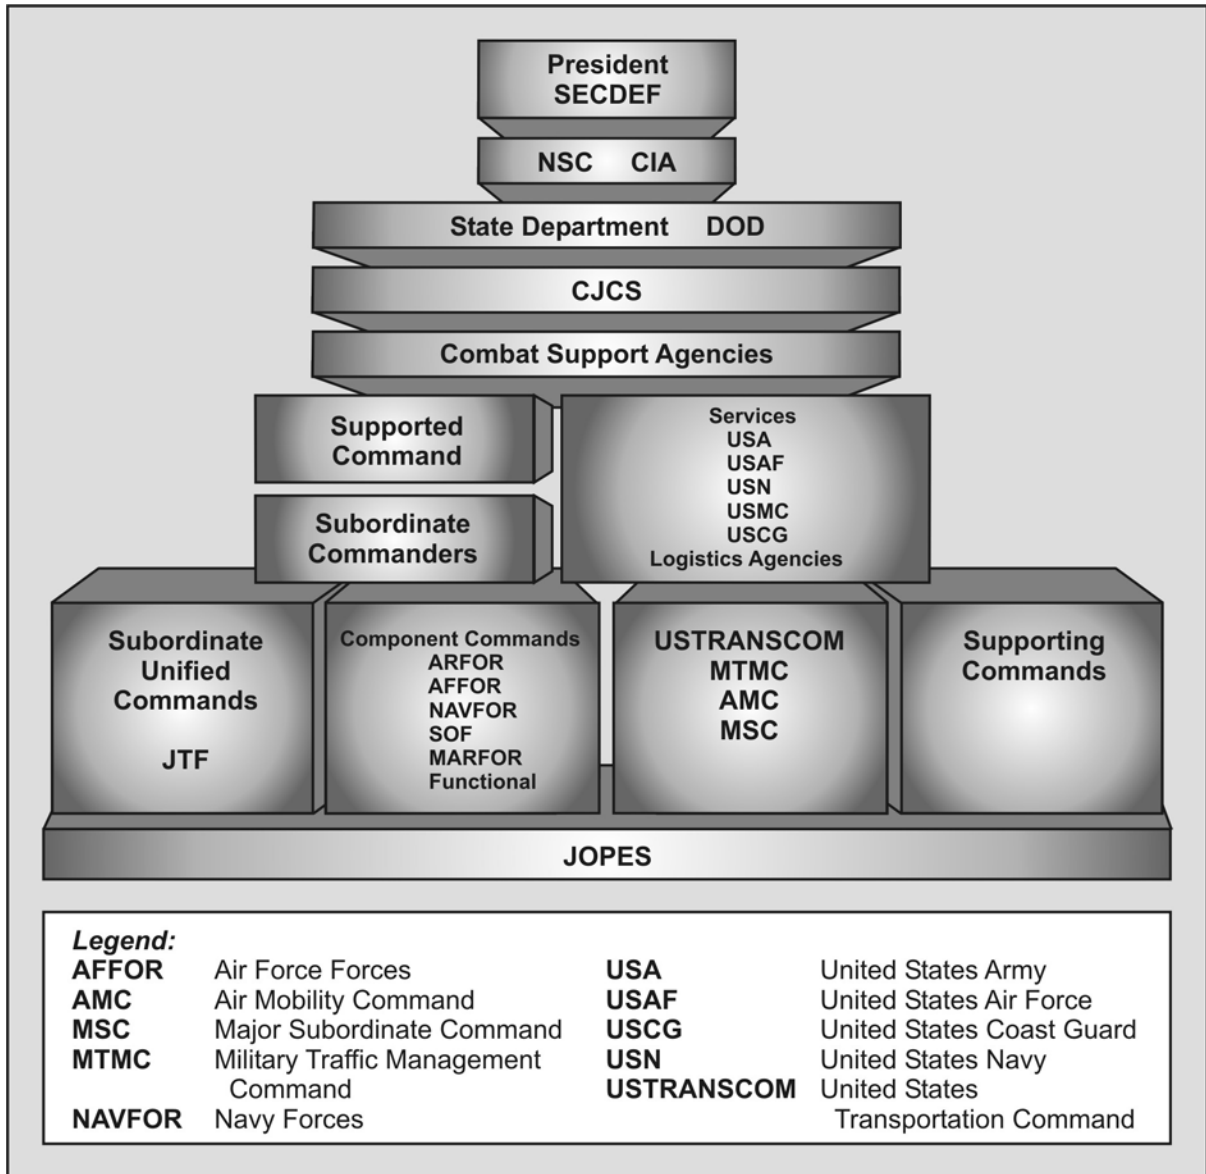 President
SECDEF
NSC CIA
State Department DOD
CJCS
Combat Support Agencies
Supported
Command
Subordinate
Commanders
Services
USA
USAF
USN
USMC
USCG
Logistics Agencies
Subordinate
Unified
Commands
JTF
Component Commands
ARFOR
AFFOR
NAVFOR
SOF
MARFOR
Functional
USTRANSCOM
MTMC
AMC
MSC
Supporting
Commands
JOPES
Legend:
AFFOR Air Force Forces
AMC Air Mobility Command
MSC Major Subordinate Command
MTMC Military Traffic Management
Command
NAVFOR Navy Forces
USA United States Army
USAF United States Air Force
USCG United States Coast Guard
USN United States Navy
USTRANSCOM United States
Transportation Command